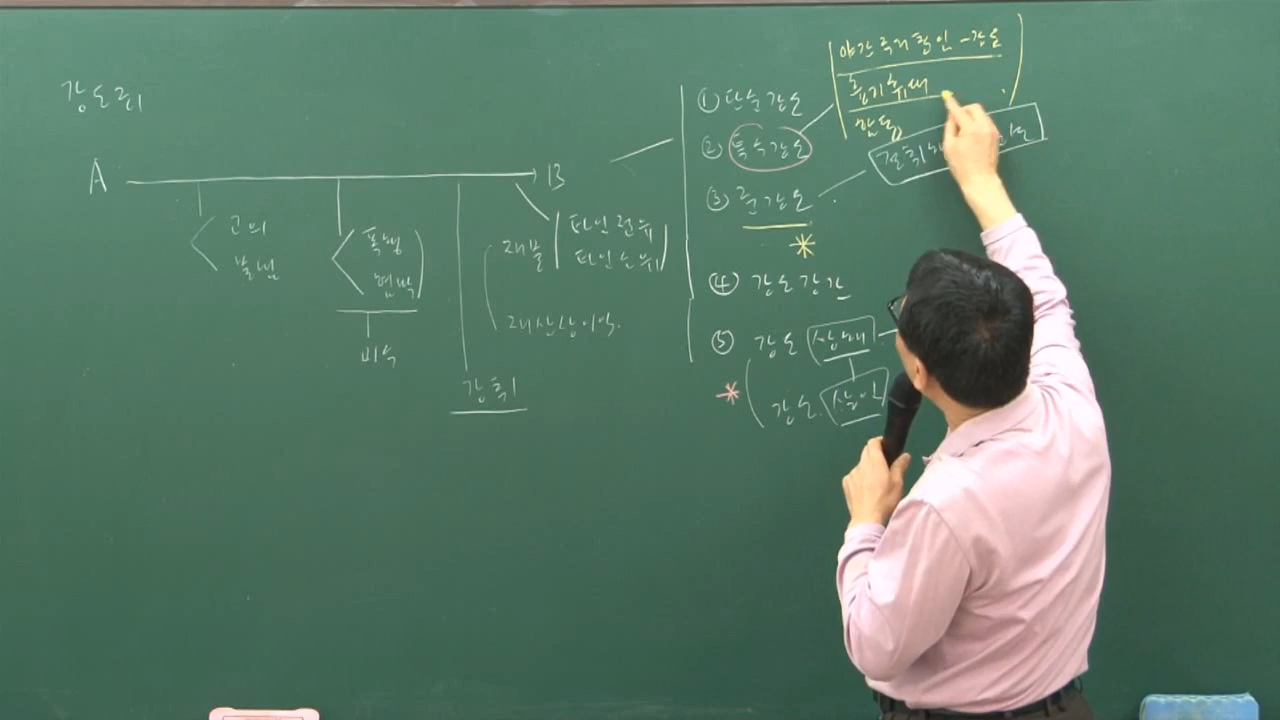 강도죄
A
B
고의
불법
폭행
협박
미수
강취
재물
타인점유
타인소유
재산상이익.
① 단순강도
② 특수강도
야간주거침입-강도
흉기휴대
합동
③ 준강도
④ 강도강간
⑤ 강도 상해
강도. 살인